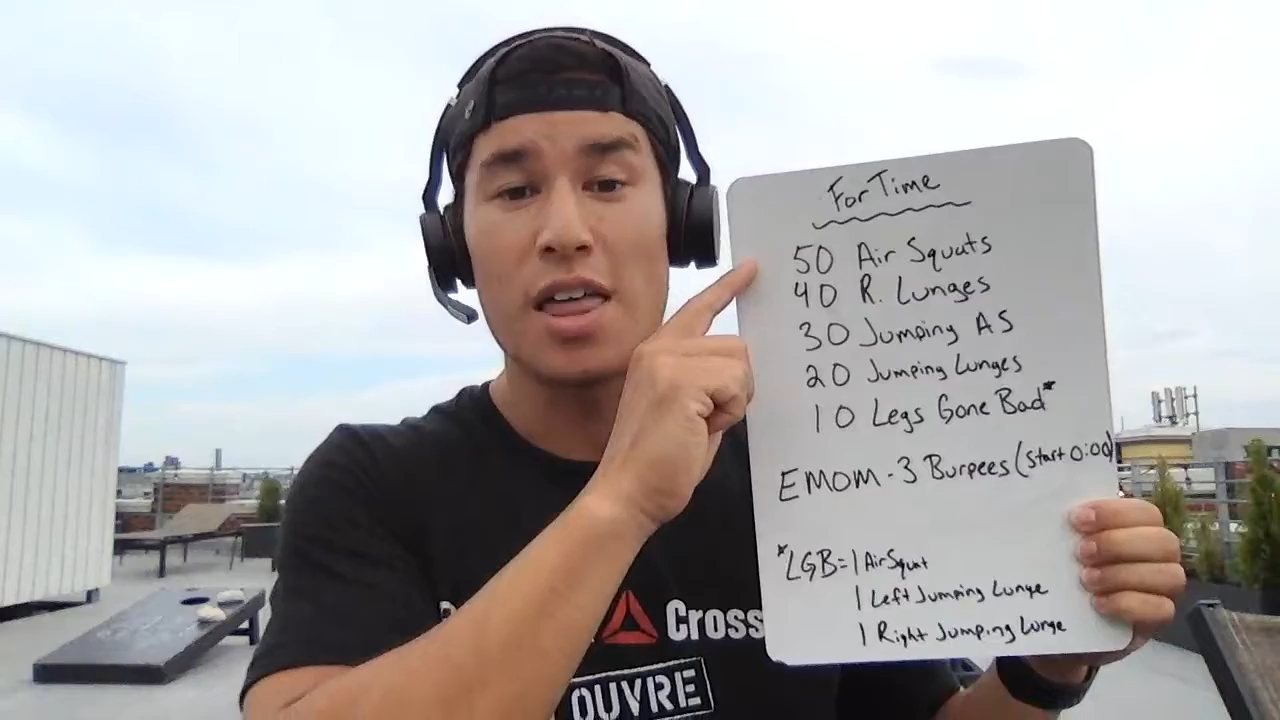 For Time
50 Air Squats
40 R. Lunges
30 Jumping AS
20 Jumping Lunges
10 Legs Gone Bad*
EMOM - 3 Burpees (start 0:00)
*LGB = 1 Air Squat
1 Left Jumping Lunge
1 Right Jumping Lunge
Cross
OUVRE